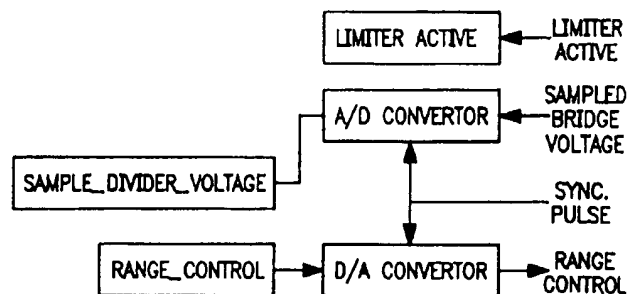 LIMITER ACTIVE
LIMITER
ACTIVE
A/D CONVERTOR
SAMPLED
BRIDGE
VOLTAGE
SAMPLE_DIVIDER_VOLTAGE
SYNC.
PULSE
RANGE_CONTROL
D/A CONVERTOR
RANGE
CONTROL